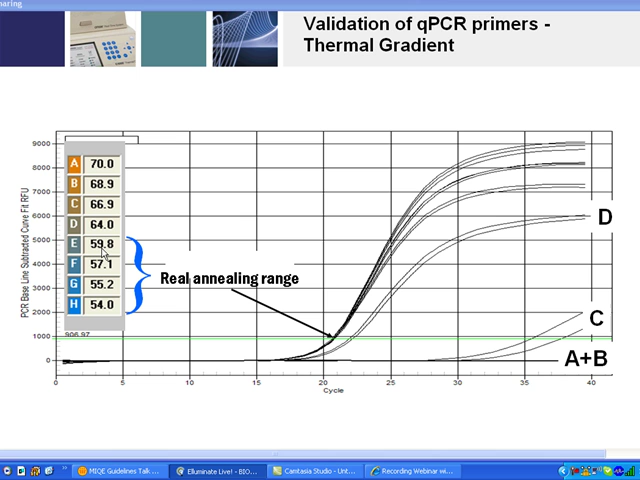 aring
Validation of qPCR primers -
Thermal Gradient
PCR Base Line Subtracted Curve Fit RFU
9000
8000
7000
6000
5000
4000
3000
2000
1000
0
A 70.0
B 68.9
C 66.9
D 64.0
E 59.8
F 57.1
G 55.2
H 54.0
906.97
Real annealing range
D
C
A+B
0 5 10 15 20 25 30 35 40
Cycle
MIQE Guidelines Talk ...
Elluminate Live! - BIO...
Camtasia Studio - Unt...
Recording Webinar wi...